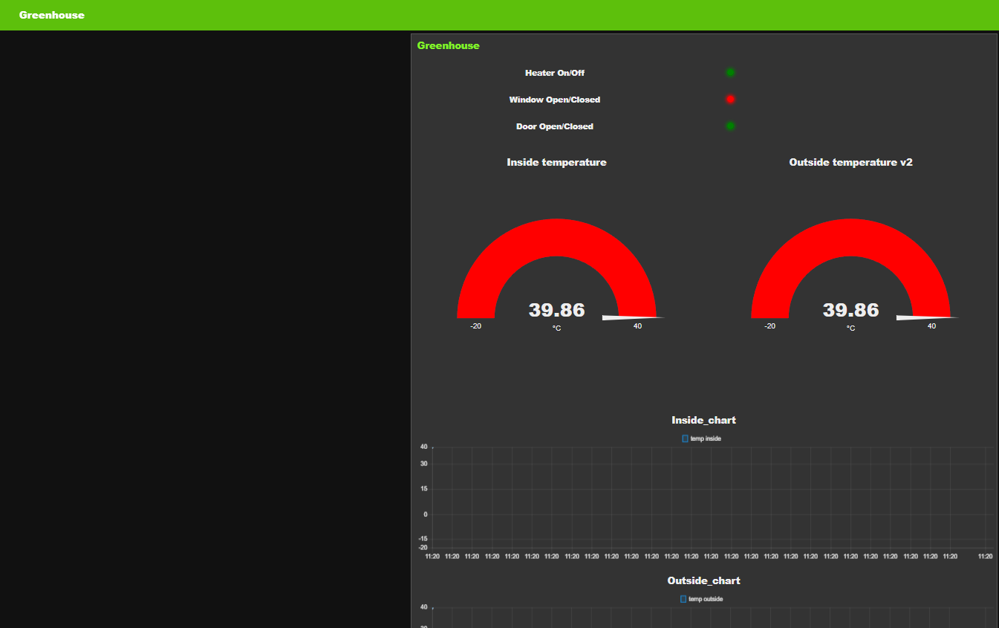 Greenhouse
Greenhouse
Heater On/Off
Window Open/Closed
Door Open/Closed
Inside temperature Outside temperature v2
39.86 39.86
-20 °C 40 -20 °C 40
Inside_chart
temp inside
40
30
15
0
-15
-20
11:20 11:20 11:20 11:20 11:20 11:20 11:20 11:20 11:20 11:20 11:20 11:20 11:20 11:20 11:20 11:20 11:20 11:20 11:20 11:20 11:20 11:20 11:20 11:20 11:20 11:20 11:20 11:20
Outside_chart
temp outside
40